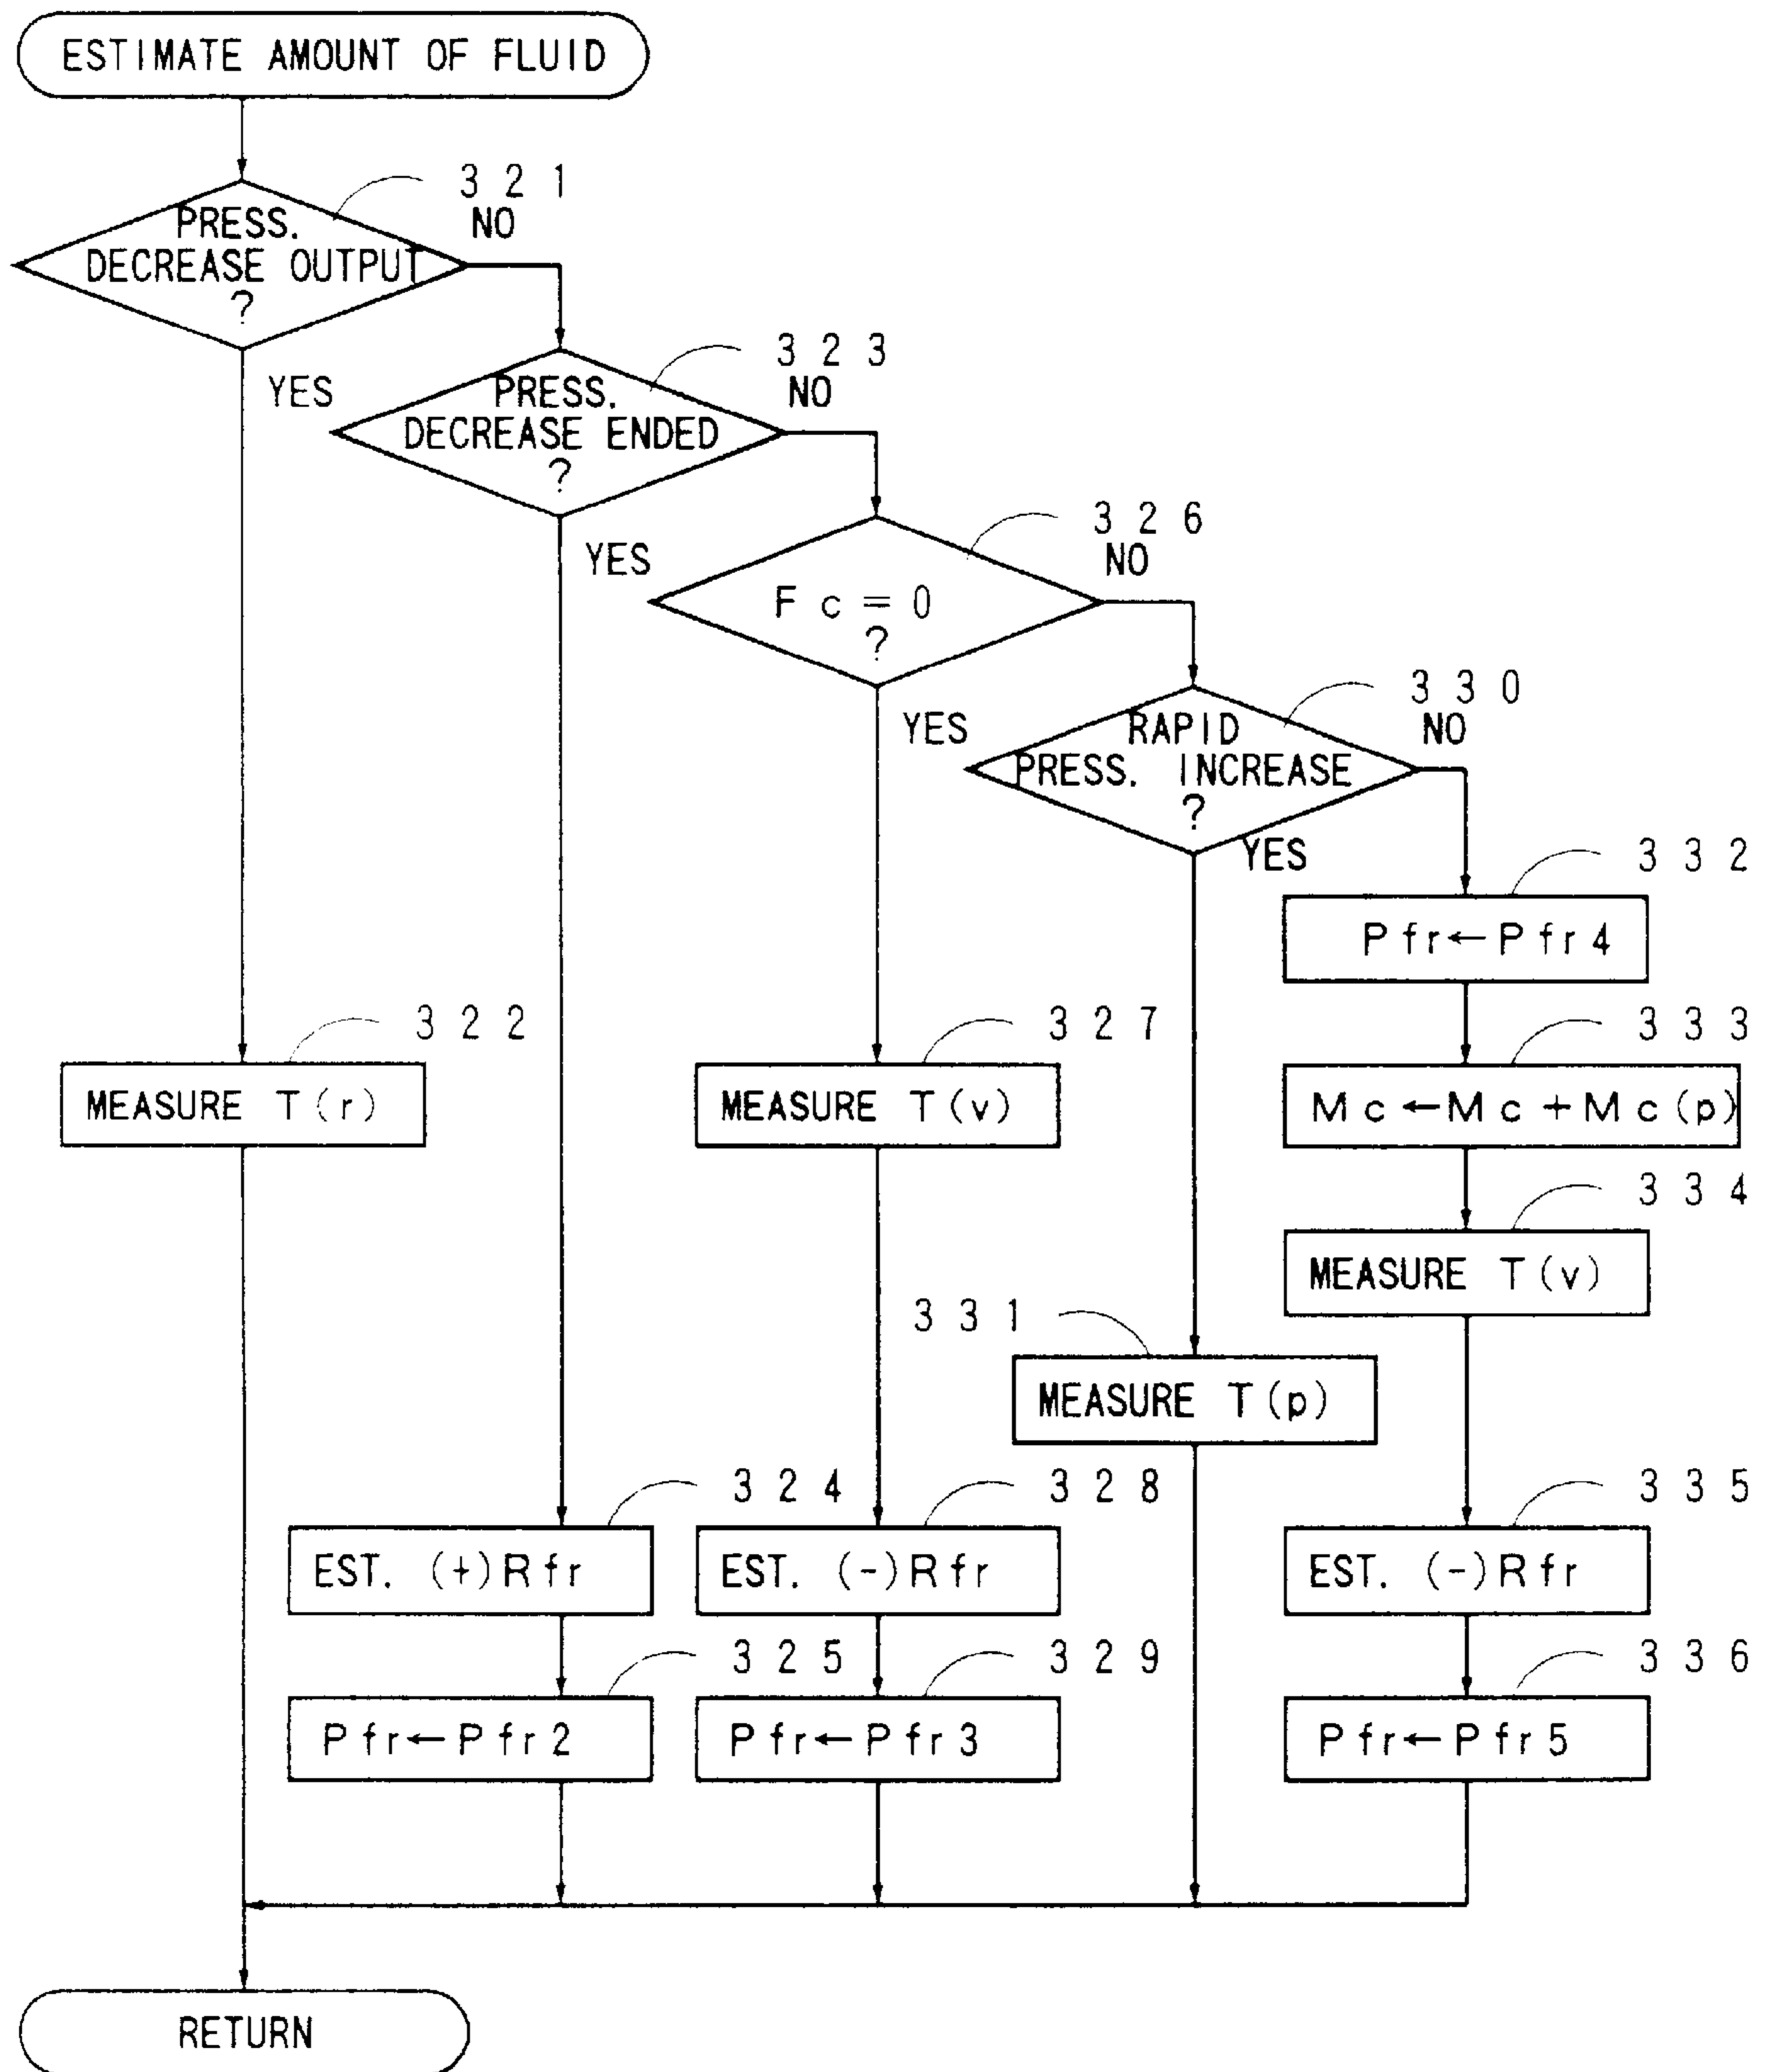 ESTIMATE AMOUNT OF FLUID
321
NO
PRESS.
DECREASE OUTPUT
?
YES
323
NO
PRESS.
DECREASE ENDED
?
YES
326
NO
Fc=0
?
YES
330
NO
RAPID
PRESS. INCREASE
?
YES
332
Pfr←Pfr4
322
MEASURE T(r)
327
MEASURE T(v)
333
Mc←Mc+Mc(p)
334
MEASURE T(v)
331
MEASURE T(p)
324
EST. (+)Rfr
328
EST. (-)Rfr
335
EST. (-)Rfr
325
Pfr←Pfr2
329
Pfr←Pfr3
336
Pfr←Pfr5
RETURN